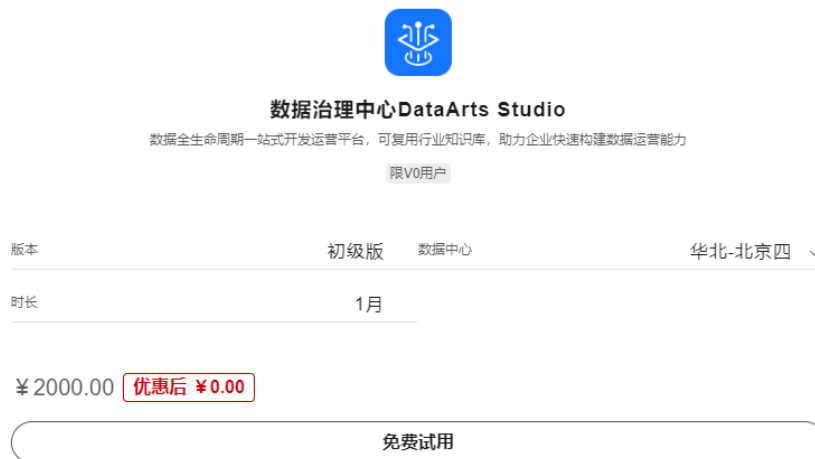 数据治理中心DataArts Studio
数据全生命周期一站式开发运营平台，可复用行业知识库，助力企业快速构建数据运营能力
限V0用户
版本 初级版 数据中心 华北-北京四
时长 1月
¥2000.00 优惠后 ¥0.00
免费试用